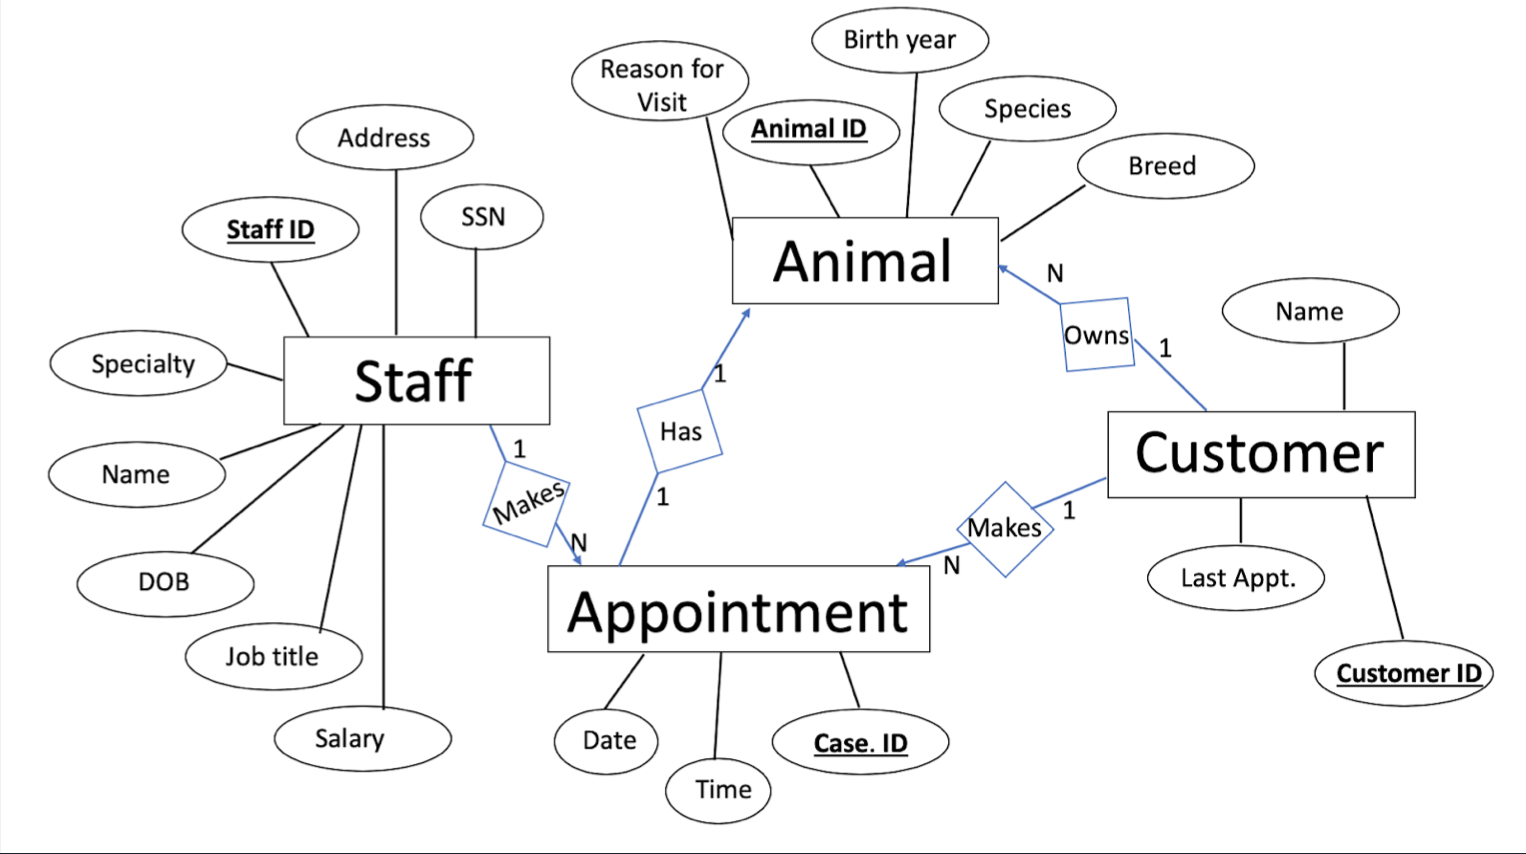 Birth year
Reason for
Visit
Species
Animal ID
Address
Breed
SSN
Staff ID
Animal
N
Name
Owns
1
Specialty
Staff
1
Has
Customer
1
Name
Makes
1
Makes
1
N
N
Last Appt.
DOB
Appointment
Job title
Customer ID
Salary
Date
Case. ID
Time